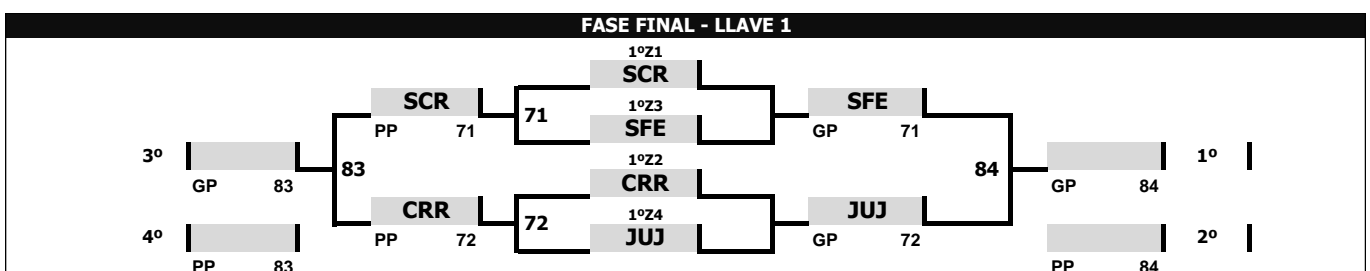 FASE FINAL - LLAVE 1
1ºZ1
SCR
SCR 71 1ºZ3 SFE
PP 71 SFE GP 71
3º 83 1ºZ2 84 1º
GP 83 CRR GP 84
CRR 72 1ºZ4 JUJ
4º PP 72 JUJ GP 72 2º
PP 83 PP 84